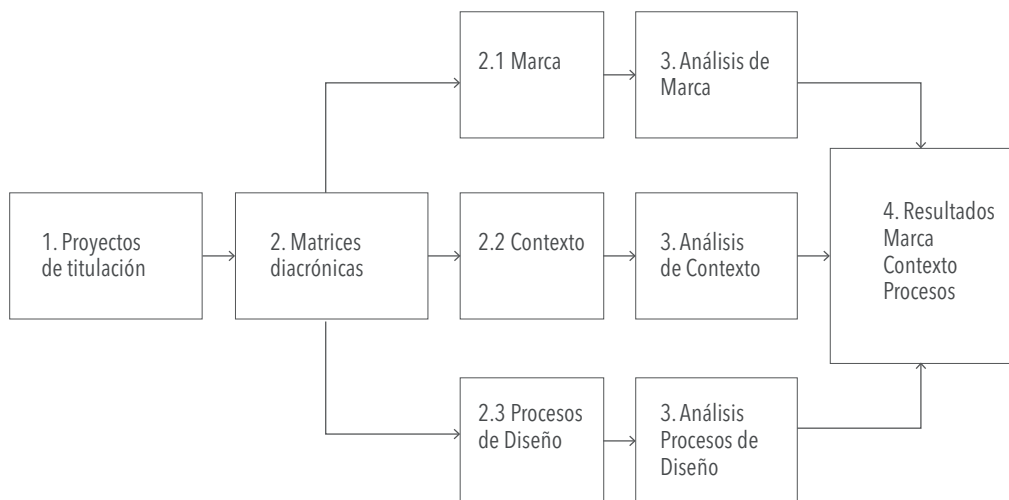 1. Proyectos
de titulación
2. Matrices
diacrónicas
2.1 Marca
3. Análisis de
Marca
2.2 Contexto
3. Análisis
de Contexto
2.3 Procesos
de Diseño
3. Análisis
Procesos de
Diseño
4. Resultados
Marca
Contexto
Procesos